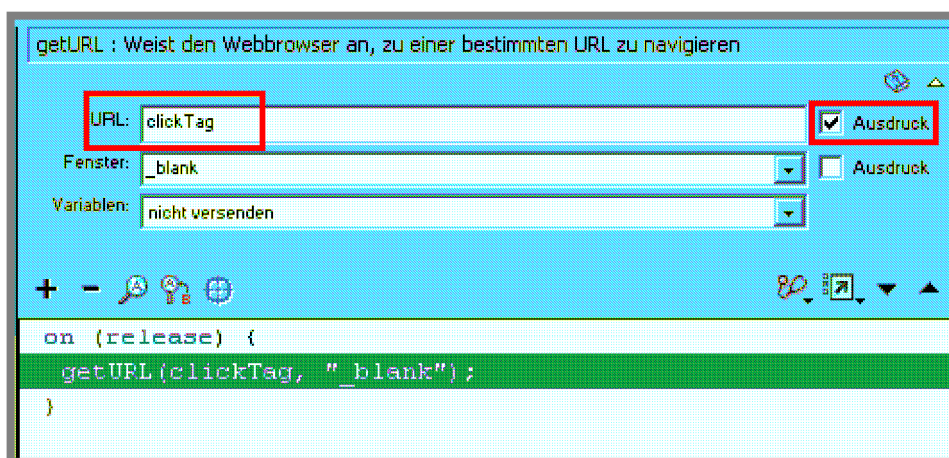 getURL : Weist den Webbrowser an, zu einer bestimmten URL zu navigieren
URL: clickTag Ausdruck
Fenster: _blank Ausdruck
Variablen: nicht versenden
on (release) {
getURL(clickTag, "_blank");
}